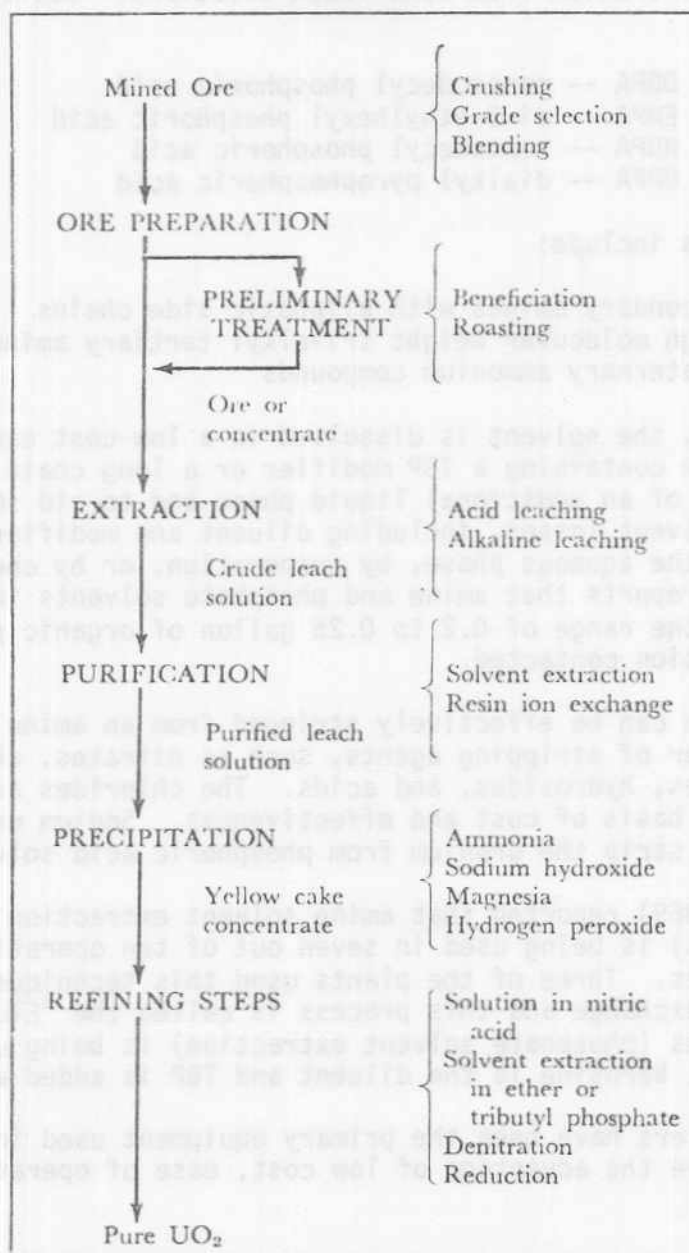 Mined Ore
Crushing
Grade selection
Blending
ORE PREPARATION
PRELIMINARY
TREATMENT
Beneficiation
Roasting
Ore or
concentrate
EXTRACTION
Acid leaching
Alkaline leaching
Crude leach
solution
PURIFICATION
Solvent extraction
Resin ion exchange
Purified leach
solution
PRECIPITATION
Ammonia
Sodium hydroxide
Magnesia
Hydrogen peroxide
Yellow cake
concentrate
REFINING STEPS
Solution in nitric
acid
Solvent extraction
in ether or
tributyl phosphate
Denitration
Reduction
Pure UO₂